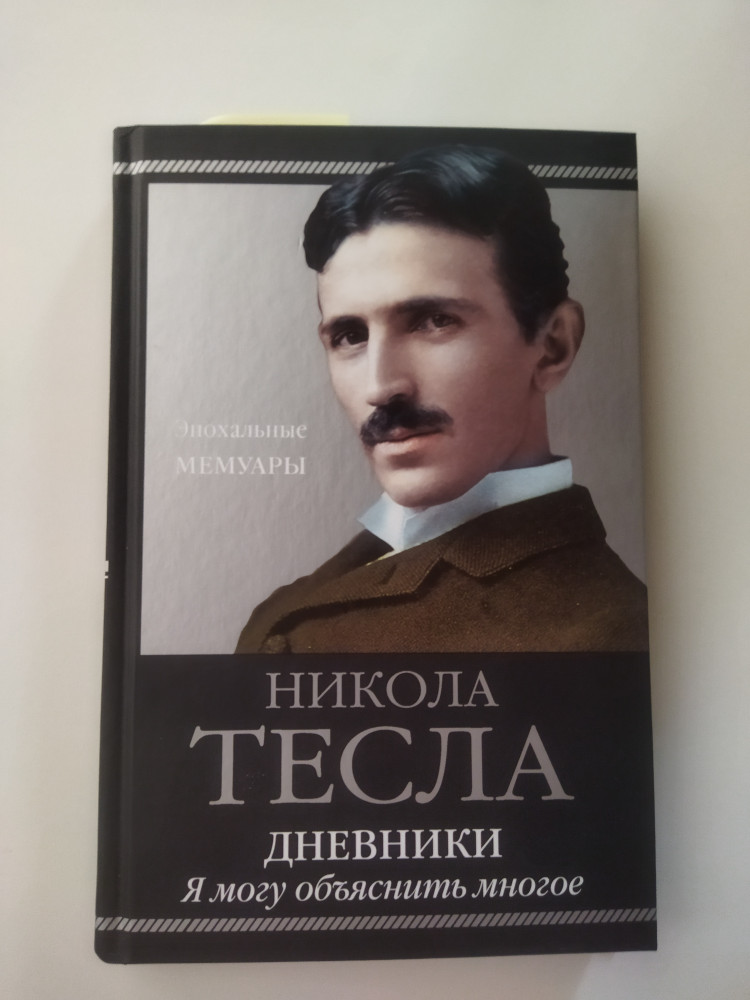 Эпохальные
МЕМУАРЫ
НИКОЛА
ТЕСЛА
ДНЕВНИКИ
Я могу объяснить многое